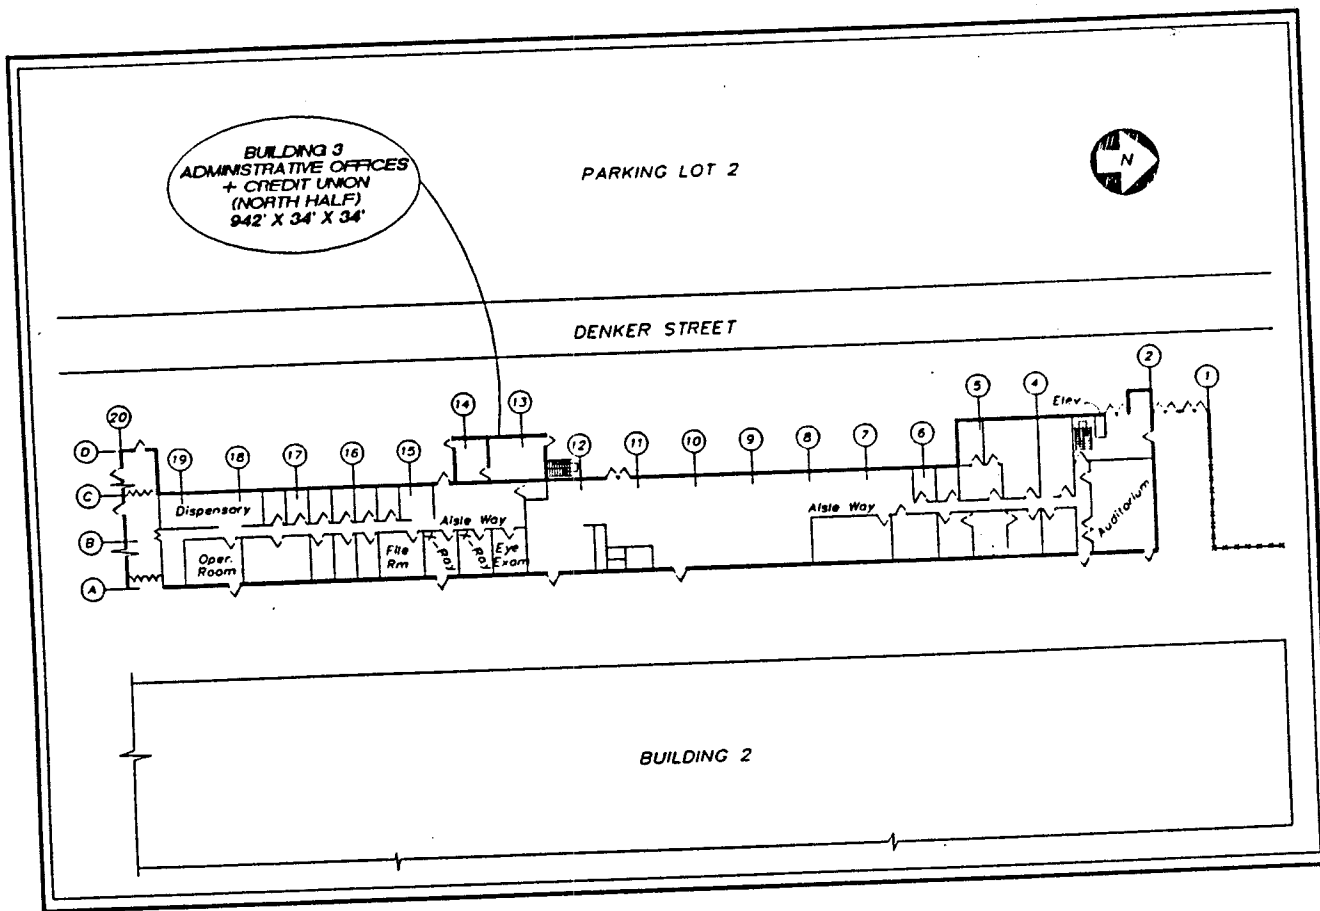 BUILDING 3
ADMINISTRATIVE OFFICES
+ CREDIT UNION
(NORTH HALF)
942' X 34' X 34'
PARKING LOT 2
N
DENKER STREET
20
14
13
12
11
10
9
8
7
6
5
4
Elev
2
1
D
19
18
17
16
15
C
Dispensory
Aisle Way
Aisle Way
Auditorium
B
Oper.
Room
File
Rm
X-Ray
X-Ray
Eye
Exam
A
BUILDING 2